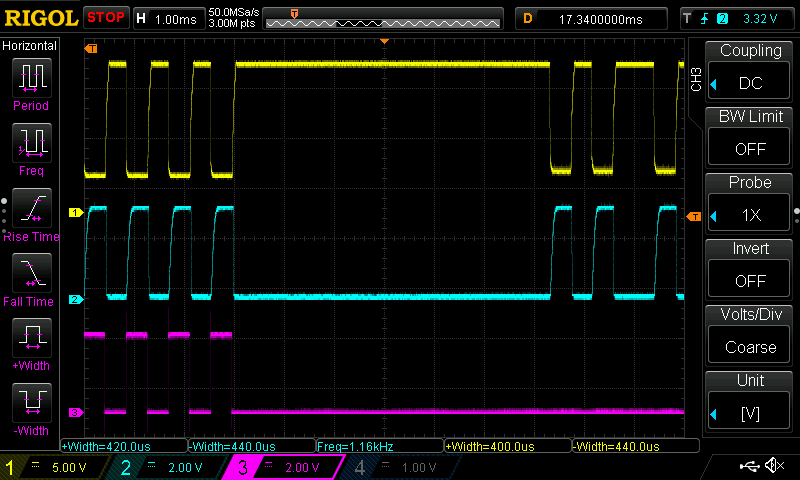 RIGOL STOP H 1.00ms 50.0MSa/s 3.00M pts T D 17.3400000ms T 2 3.32 V
Horizontal
Period
Freq
Rise Time
Fall Time
+Width
-Width
T
1
2
3
T
CH3
Coupling
DC
BW Limit
OFF
Probe
1X
Invert
OFF
Volts/Div
Coarse
Unit
[V]
+Width=420.0us -Width=440.0us Freq=1.16kHz +Width=400.0us -Width=440.0us
1 5.00 V 2 2.00 V 3 2.00 V 4 1.00 V